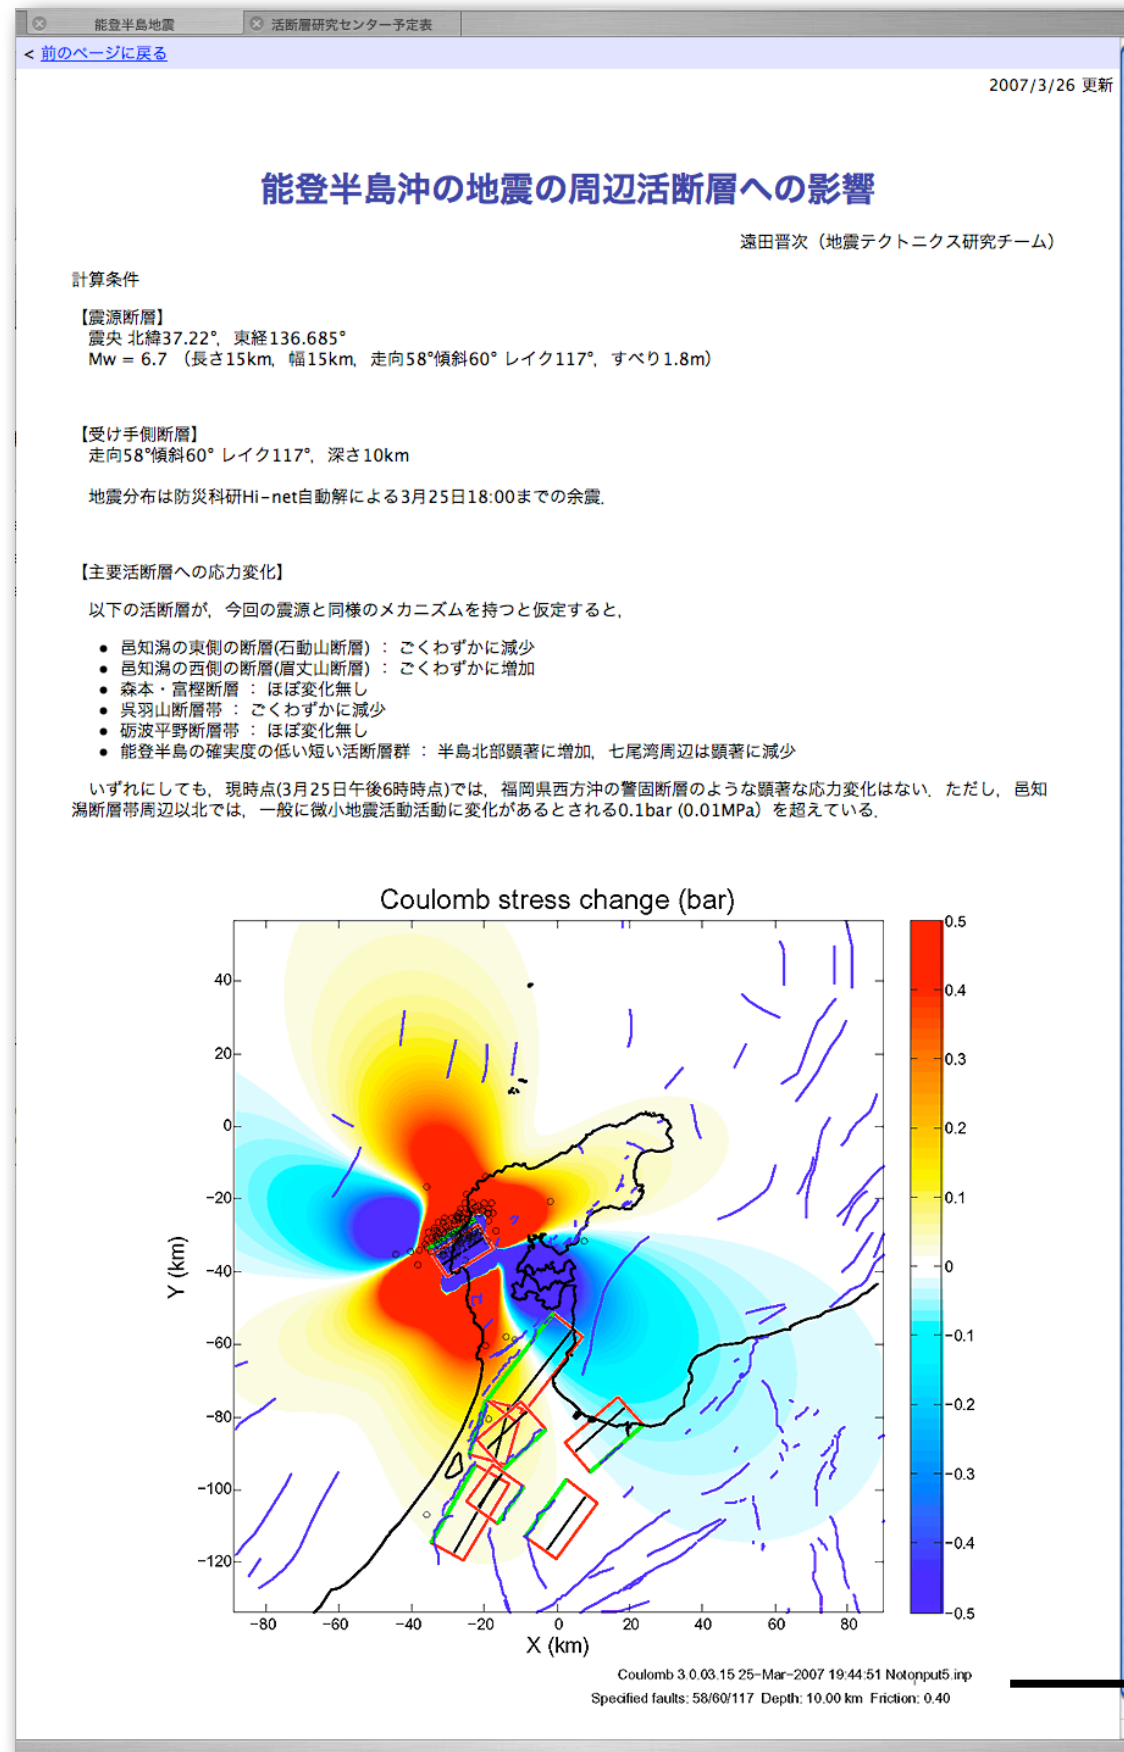 能登半島地震
活断層研究センター予定表
< 前のページに戻る
2007/3/26 更新
能登半島沖の地震の周辺活断層への影響
遠田晋次（地震テクトニクス研究チーム）
計算条件
【震源断層】
震央 北緯37.22°，東経136.685°
Mw = 6.7 （長さ15km，幅15km，走向58°傾斜60° レイク117°，すべり1.8m）
【受け手側断層】
走向58°傾斜60° レイク117°，深さ10km
地震分布は防災科研Hi-net自動解による3月25日18:00までの余震．
【主要活断層への応力変化】
以下の活断層が，今回の震源と同様のメカニズムを持つと仮定すると，
● 邑知潟の東側の断層(石動山断層) ： ごくわずかに減少
● 邑知潟の西側の断層(眉丈山断層) ： ごくわずかに増加
● 森本・富樫断層 ： ほぼ変化無し
● 呉羽山断層帯 ： ごくわずかに減少
● 砺波平野断層帯 ： ほぼ変化無し
● 能登半島の確実度の低い短い活断層群 ： 半島北部顕著に増加，七尾湾周辺は顕著に減少
いずれにしても，現時点(3月25日午後6時時点)では，福岡県西方沖の警固断層のような顕著な応力変化はない．ただし，邑知
潟断層帯周辺以北では，一般に微小地震活動活動に変化があるとされる0.1bar (0.01MPa）を超えている．
Coulomb stress change (bar)
40
20
0
−20
−40
−60
−80
−100
−120
Y (km)
−80 −60 −40 −20 0 20 40 60 80
X (km)
0.5
0.4
0.3
0.2
0.1
0
−0.1
−0.2
−0.3
−0.4
−0.5
Coulomb 3.0.03.15 25-Mar-2007 19:44:51 Notonput5.inp
Specified faults: 58/60/117 Depth: 10.00 km Friction: 0.40